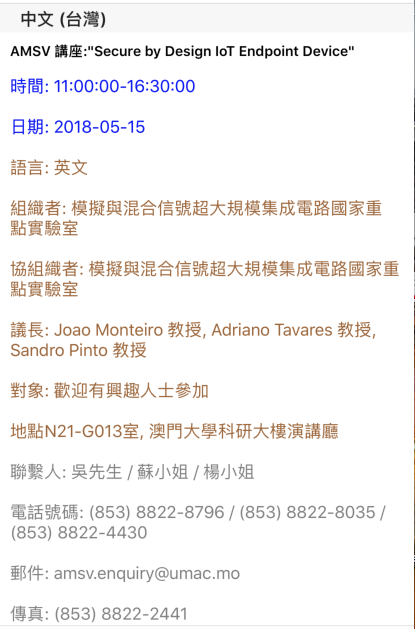 中文 (台灣)
AMSV 講座:"Secure by Design IoT Endpoint Device"
時間: 11:00:00-16:30:00
日期: 2018-05-15
語言: 英文
組織者: 模擬與混合信號超大規模集成電路國家重
點實驗室
協組織者: 模擬與混合信號超大規模集成電路國家重
點實驗室
議長: Joao Monteiro 教授, Adriano Tavares 教授,
Sandro Pinto 教授
對象: 歡迎有興趣人士參加
地點N21-G013室, 澳門大學科研大樓演講廳
聯繫人: 吳先生 / 蘇小姐 / 楊小姐
電話號碼: (853) 8822-8796 / (853) 8822-8035 /
(853) 8822-4430
郵件: amsv.enquiry@umac.mo
傳真: (853) 8822-2441